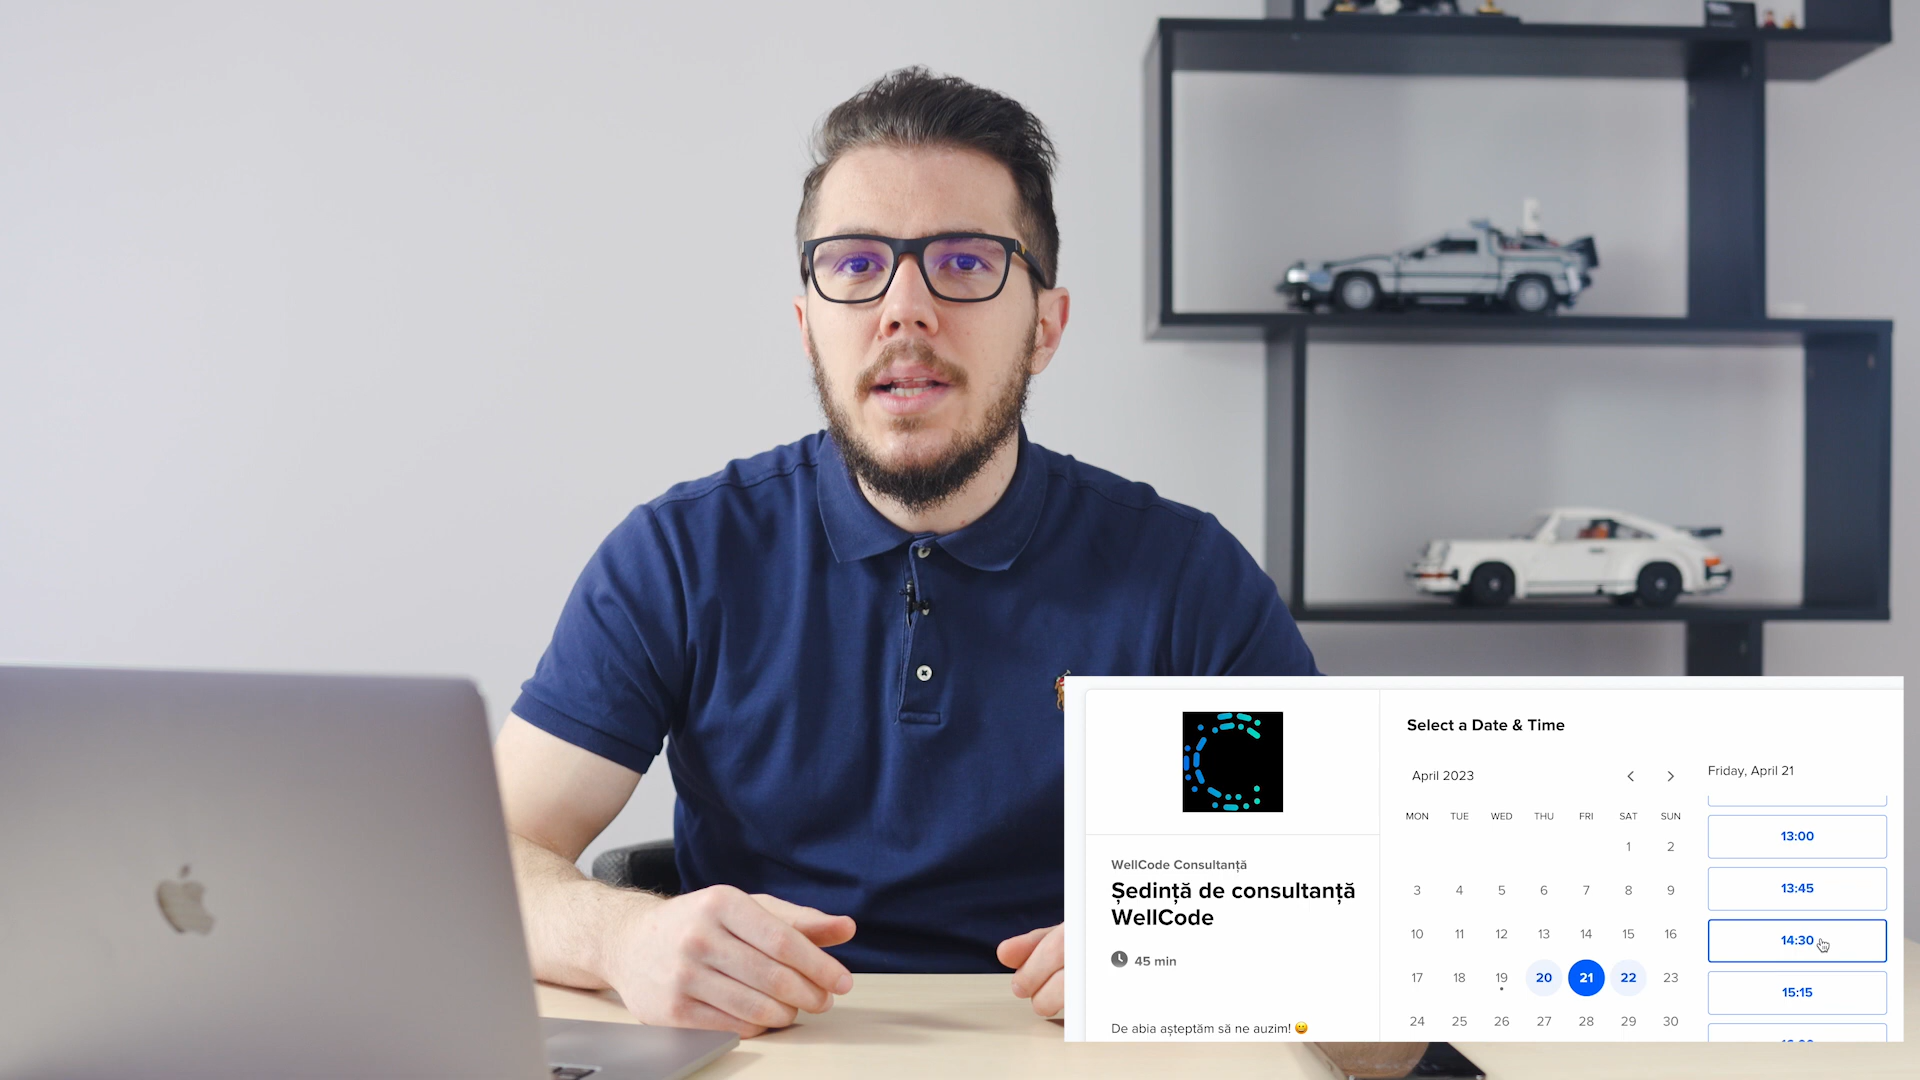 Select a Date & Time
April 2023
Friday, April 21
MON TUE WED THU FRI SAT SUN
1 2
3 4 5 6 7 8 9
10 11 12 13 14 15 16
17 18 19 20 21 22 23
24 25 26 27 28 29 30
13:00
13:45
14:30
15:15
WellCode Consultanță
Ședință de consultanță
WellCode
45 min
De abia așteptăm să ne auzim! 😀